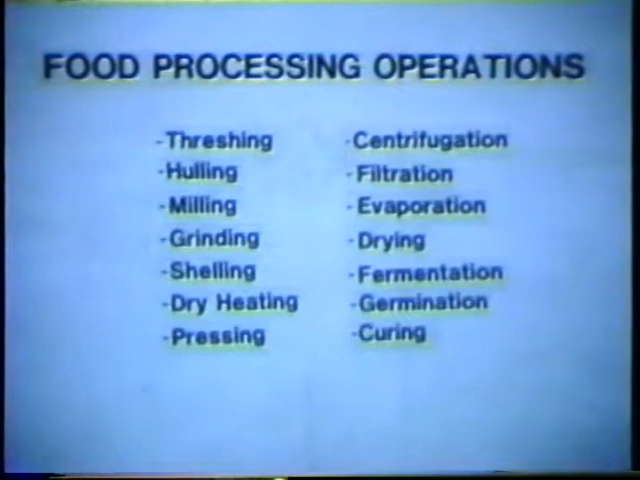 FOOD PROCESSING OPERATIONS
-Threshing
-Hulling
-Milling
-Grinding
-Shelling
-Dry Heating
-Pressing
-Centrifugation
-Filtration
-Evaporation
-Drying
-Fermentation
-Germination
-Curing